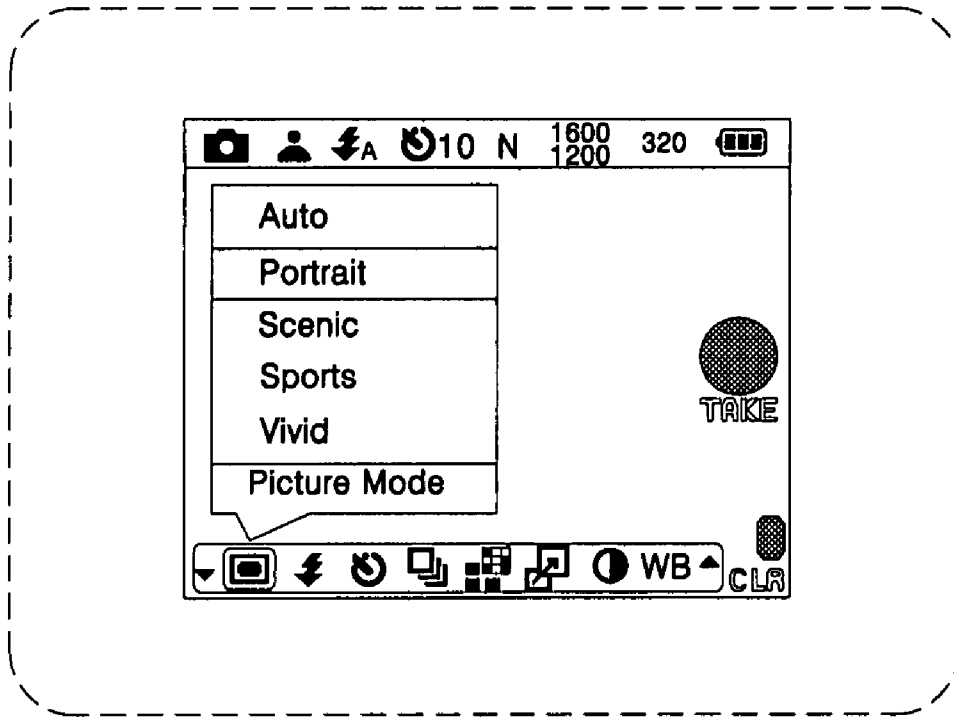 A 10 N 1600 1200 320
Auto
Portrait
Scenic
Sports
Vivid
Picture Mode
TAKE
WB
CLR